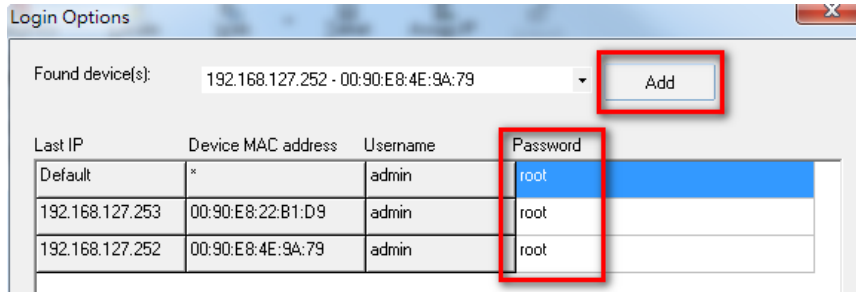 Login Options
Found device(s): 192.168.127.252 - 00:90:E8:4E:9A:79 Add
Last IP Device MAC address Username Password
Default * admin root
192.168.127.253 00:90:E8:22:B1:D9 admin root
192.168.127.252 00:90:E8:4E:9A:79 admin root